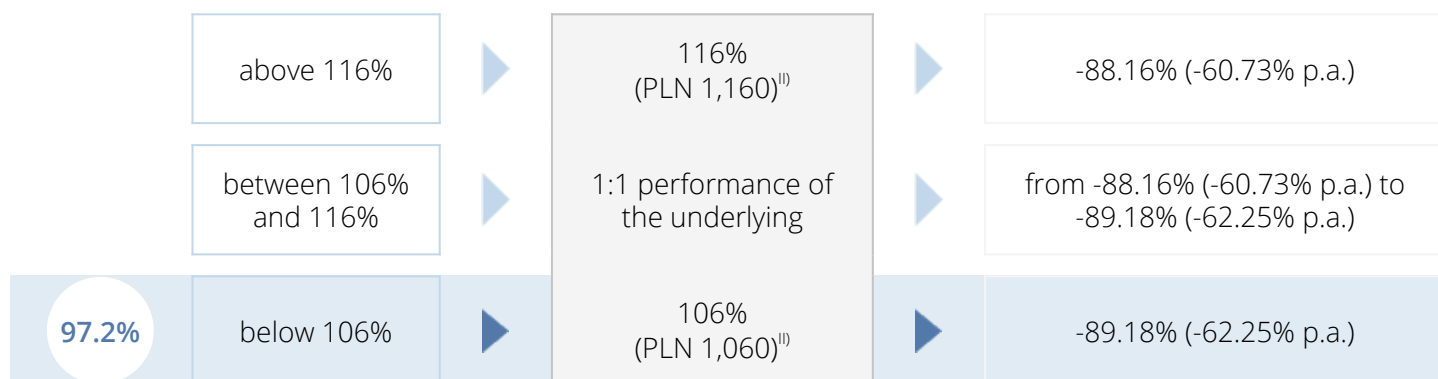 above 116%
116%
(PLN 1,160)II)
-88.16% (-60.73% p.a.)
between 106%
and 116%
1:1 performance of
the underlying
from -88.16% (-60.73% p.a.) to
-89.18% (-62.25% p.a.)
97.2%
below 106%
106%
(PLN 1,060)II)
-89.18% (-62.25% p.a.)